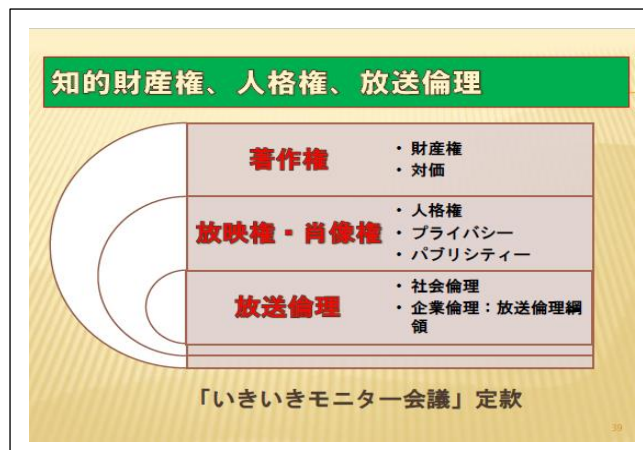 知的財産権、人格権、放送倫理
著作権
・財産権
・対価
放映権・肖像権
・人格権
・プライバシー
・パブリシティー
放送倫理
・社会倫理
・企業倫理：放送倫理綱
領
「いきいきモニター会議」定款
39